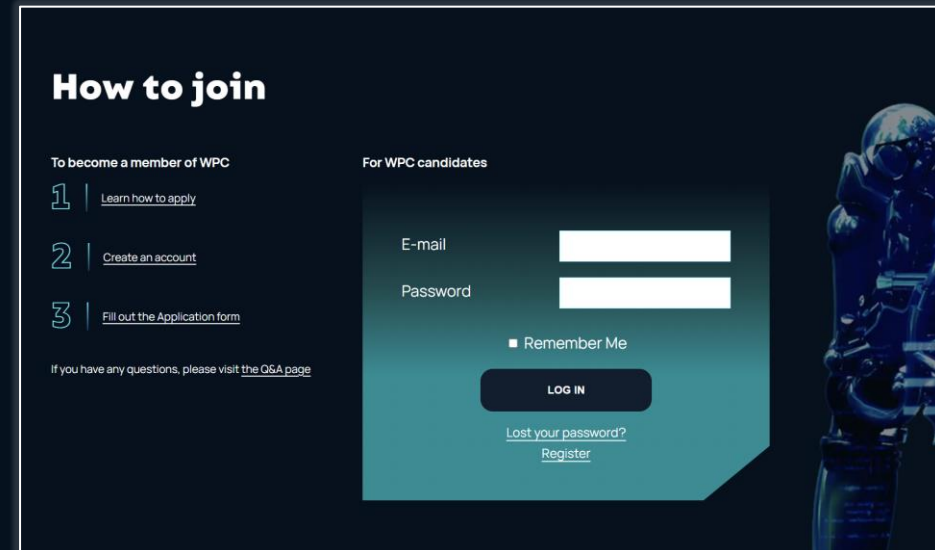 How to join
To become a member of WPC
1 Learn how to apply
2 Create an account
3 Fill out the Application form
If you have any questions, please visit the Q&A page
For WPC candidates
E-mail
Password
Remember Me
LOG IN
Lost your password?
Register